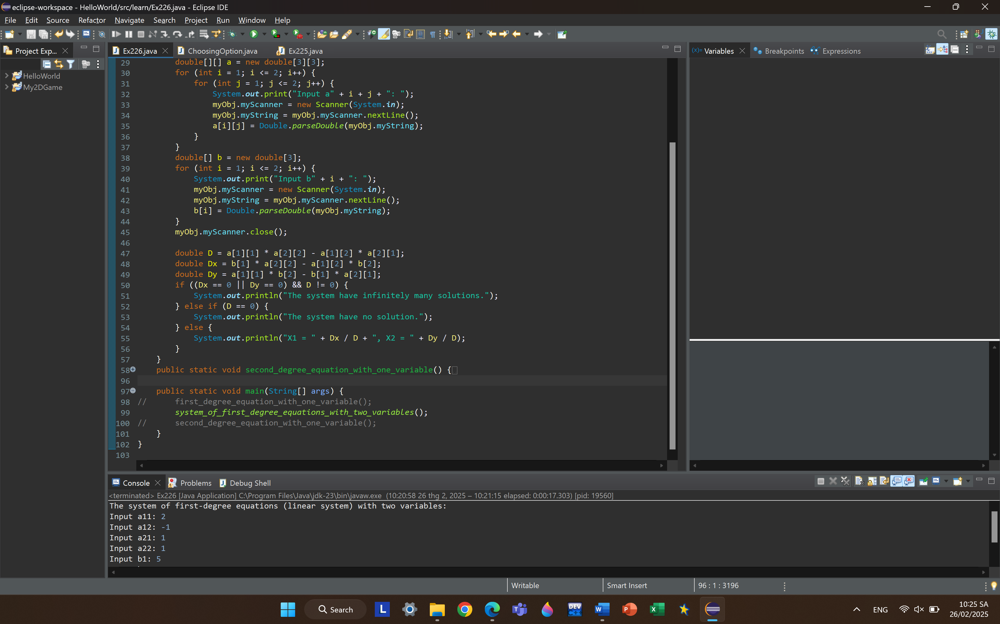 eclipse-workspace - HelloWorld/src/learn/Ex226.java - Eclipse IDE
File Edit Source Refactor Navigate Search Project Run Window Help
Project Exp...
HelloWorld
My2DGame
Ex226.java ChoosingOption.java Ex225.java
29 double[][] a = new double[3][3];
30 for (int i = 1; i <= 2; i++) {
31 for (int j = 1; j <= 2; j++) {
32 System.out.print("Input a" + i + j + ": ");
33 myObj.myScanner = new Scanner(System.in);
34 myObj.myString = myObj.myScanner.nextLine();
35 a[i][j] = Double.parseDouble(myObj.myString);
36 }
37 }
38 double[] b = new double[3];
39 for (int i = 1; i <= 2; i++) {
40 System.out.print("Input b" + i + ": ");
41 myObj.myScanner = new Scanner(System.in);
42 myObj.myString = myObj.myScanner.nextLine();
43 b[i] = Double.parseDouble(myObj.myString);
44 }
45 myObj.myScanner.close();
46
47 double D = a[1][1] * a[2][2] - a[1][2] * a[2][1];
48 double Dx = b[1] * a[2][2] - a[1][2] * b[2];
49 double Dy = a[1][1] * b[2] - b[1] * a[2][1];
50 if ((Dx == 0 || Dy == 0) && D != 0) {
51 System.out.println("The system have infinitely many solutions.");
52 } else if (D == 0) {
53 System.out.println("The system have no solution.");
54 } else {
55 System.out.println("X1 = " + Dx / D + ", X2 = " + Dy / D);
56 }
57 }
58 public static void second_degree_equation_with_one_variable() {
96
97 public static void main(String[] args) {
98 // first_degree_equation_with_one_variable();
99 system_of_first_degree_equations_with_two_variables();
100 // second_degree_equation_with_one_variable();
101 }
102 }
103
(x)= Variables Breakpoints Expressions
Console Problems Debug Shell
<terminated> Ex226 [Java Application] C:\Program Files\Java\jdk-23\bin\javaw.exe (10:20:58 26 thg 2, 2025 – 10:21:15 elapsed: 0:00:17.303) [pid: 19560]
The system of first-degree equations (linear system) with two variables:
Input a11: 2
Input a12: -1
Input a21: 1
Input a22: 1
Input b1: 5
Writable Smart Insert 96 : 1 : 3196
Search
L
DEV C++
ENG
10:25 SA
26/02/2025